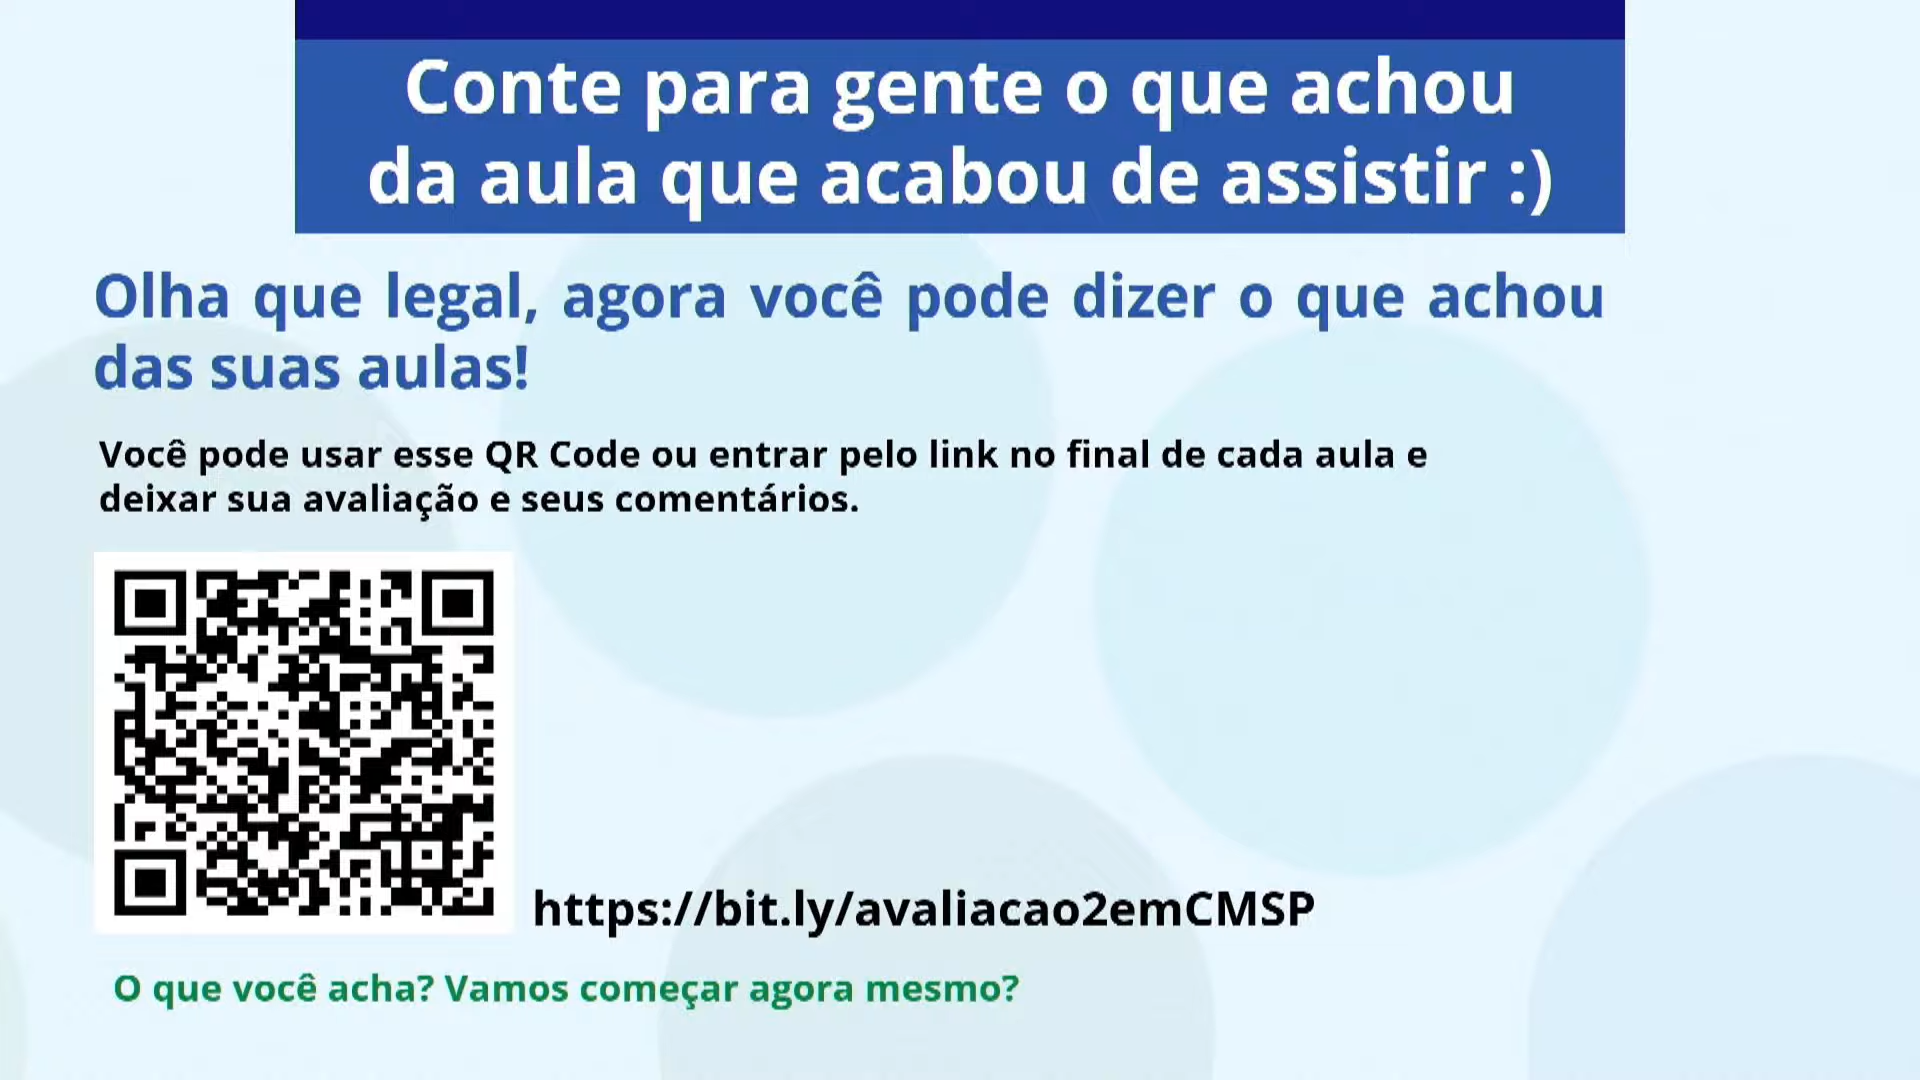 Conte para gente o que achou
da aula que acabou de assistir :)
Olha que legal, agora você pode dizer o que achou
das suas aulas!
Você pode usar esse QR Code ou entrar pelo link no final de cada aula e
deixar sua avaliação e seus comentários.
https://bit.ly/avaliacao2emCMSP
O que você acha? Vamos começar agora mesmo?